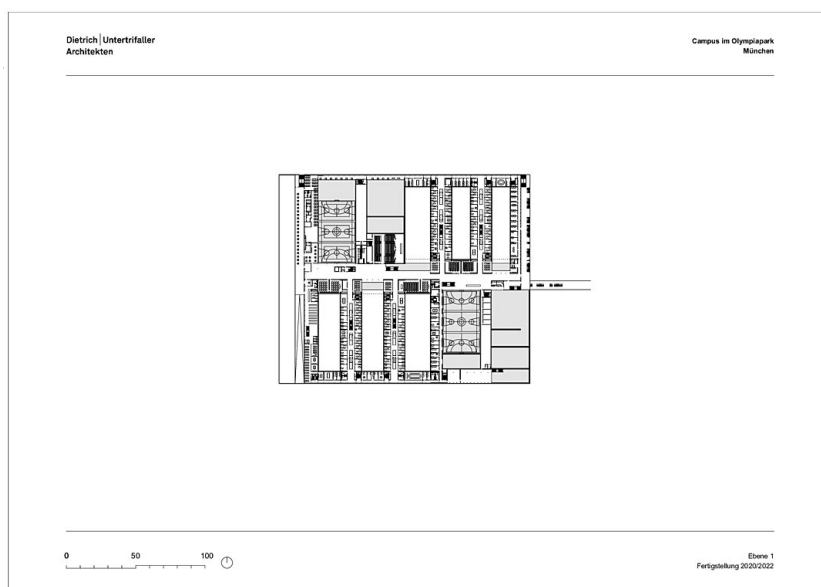 Dietrich Untertrifaller
Architekten
Campus im Olympiapark
München
0 50 100
Ebene 1
Fertigstellung 2020/2022